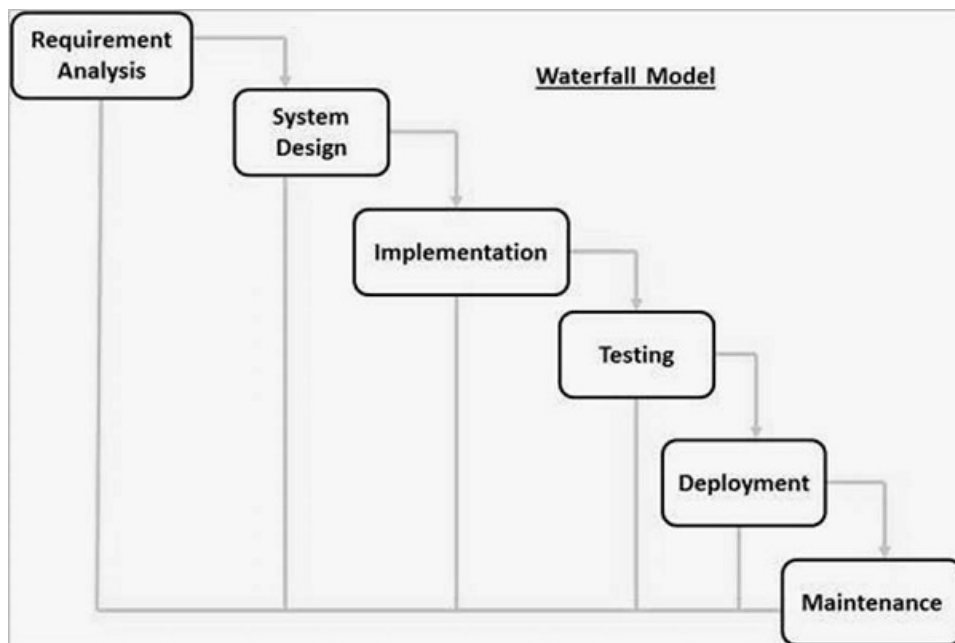 Requirement
Analysis
Waterfall Model
System
Design
Implementation
Testing
Deployment
Maintenance